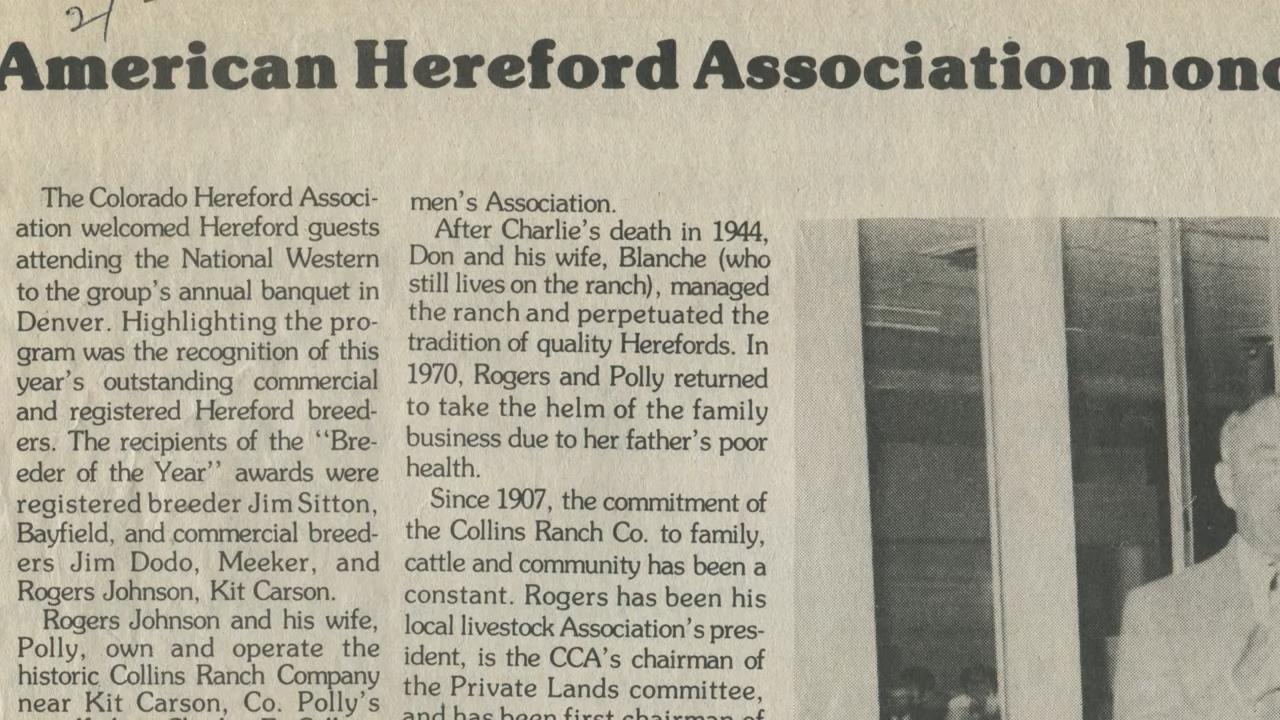 21
American Hereford Association
The Colorado Hereford Associ-
ation welcomed Hereford guests
attending the National Western
to the group's annual banquet in
Denver. Highlighting the pro-
gram was the recognition of this
year's outstanding commercial
and registered Hereford breed-
ers. The recipients of the "Bre-
eder of the Year" awards were
registered breeder Jim Sitton,
Bayfield, and commercial breed-
ers Jim Dodo, Meeker, and
Rogers Johnson, Kit Carson.
Rogers Johnson and his wife,
Polly, own and operate the
historic Collins Ranch Company
near Kit Carson, Co. Polly's
men's Association.
After Charlie's death in 1944,
Don and his wife, Blanche (who
still lives on the ranch), managed
the ranch and perpetuated the
tradition of quality Herefords. In
1970, Rogers and Polly returned
to take the helm of the family
business due to her father's poor
health.
Since 1907, the commitment of
the Collins Ranch Co. to family,
cattle and community has been a
constant. Rogers has been his
local livestock Association's pres-
ident, is the CCA's chairman of
the Private Lands committee,
and has been first chairman of